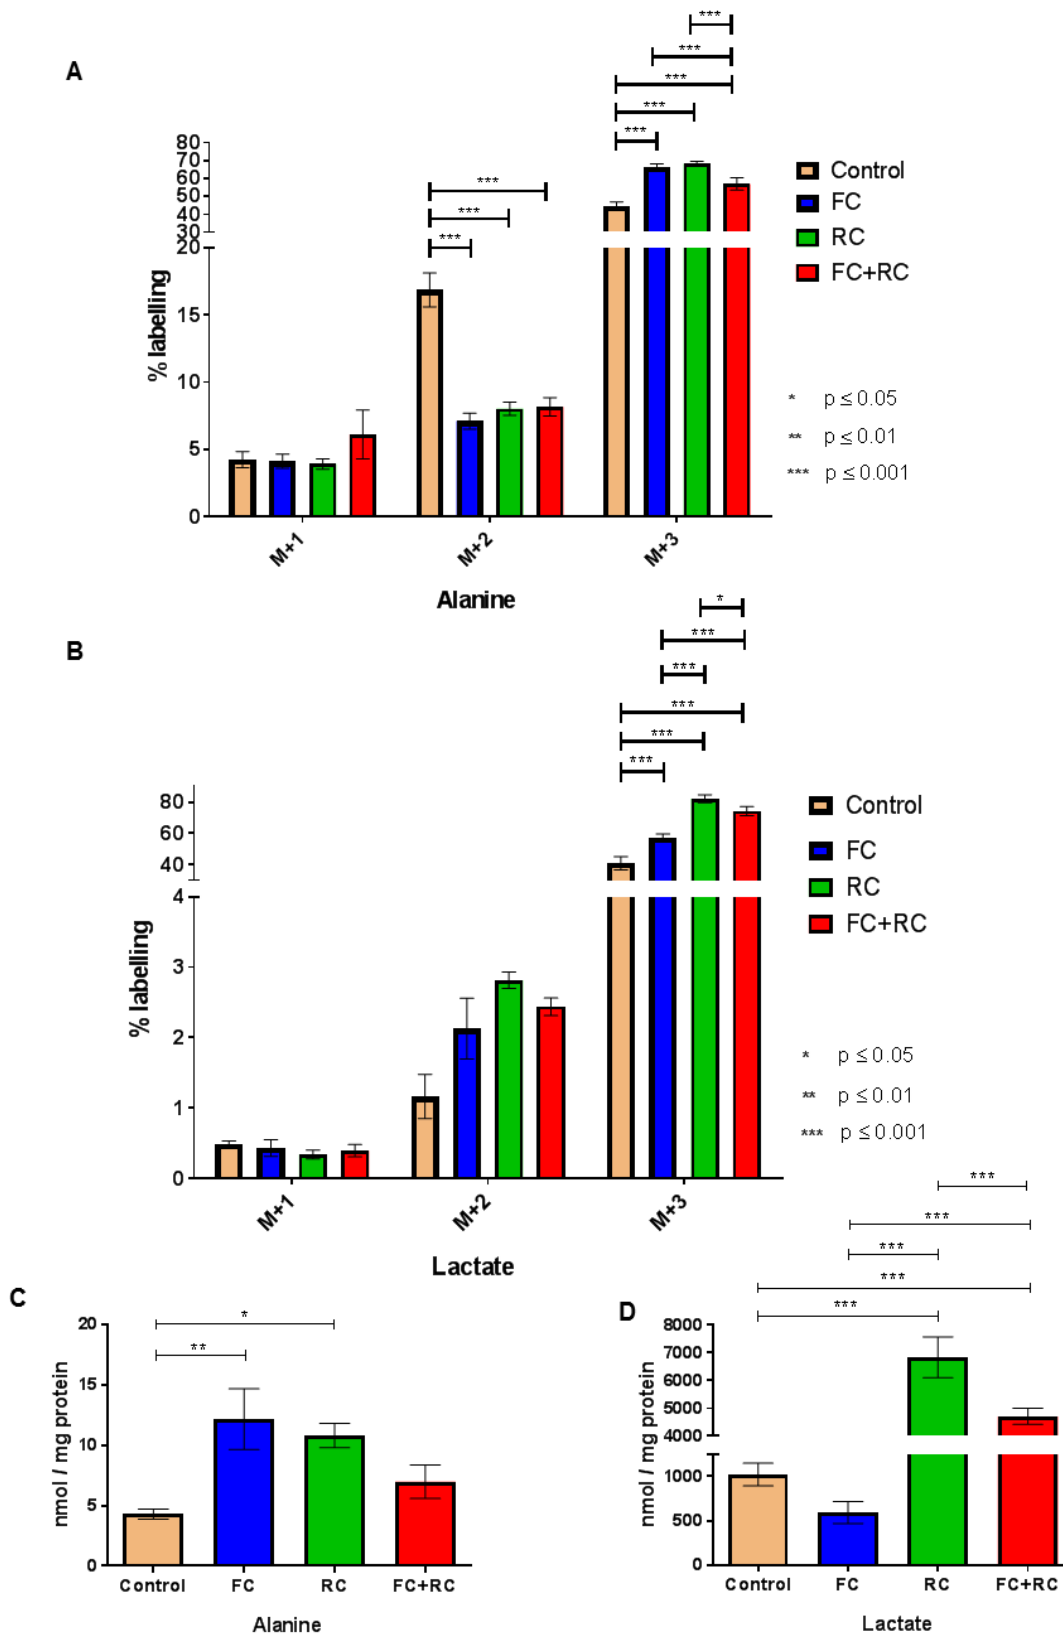 ***
***
A
***
***
***
80
70
60
50
40
30
20
15
10
5
0
% labelling
***
***
***
Control
FC
RC
FC+RC
* p ≤ 0.05
** p ≤ 0.01
*** p ≤ 0.001
M+1 M+2 M+3
Alanine
B
*
***
***
***
***
***
80
60
40
4
3
2
1
0
% labelling
Control
FC
RC
FC+RC
* p ≤ 0.05
** p ≤ 0.01
*** p ≤ 0.001
M+1 M+2 M+3
Lactate
C
*
**
20
15
10
5
0
nmol / mg protein
Control FC RC FC+RC
Alanine
***
***
***
***
***
D
8000
7000
6000
5000
4000
1000
500
0
nmol / mg protein
Control FC RC FC+RC
Lactate